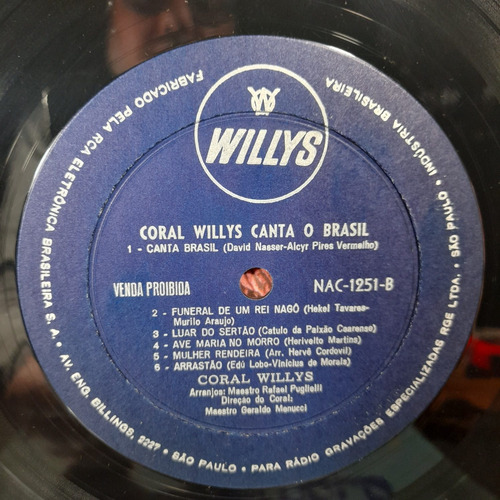 WILLYS
CORAL WILLYS CANTA O BRASIL
1 - CANTA BRASIL (David Nasser-Alcyr Pires Vermelho)
VENDA PROIBIDA
NAC-1251-B
2 - FUNERAL DE UM REI NAGÔ (Hekel Tavares-
Murilo Araujo)
3 - LUAR DO SERTÃO (Catulo da Paixão Cearense)
4 - AVE MARIA NO MORRO (Herivelto Martins)
5 - MULHER RENDEIRA (Arr. Hervê Cordovil)
6 - ARRASTÃO (Edú Lobo-Vinicius de Morais)
CORAL WILLYS
Arranjos: Maestro Rafael Puglielli
Direção do Coral:
Maestro Geraldo Menucci
FABRICADO PELA RCA ELETRÔNICA BRASILEIRA S. A. • AV. ENG. BILLINGS, 2227 • SÃO PAULO • PARA RÁDIO GRAVAÇÕES ESPECIALIZADAS RGE LTDA. • SÃO PAULO • INDÚSTRIA BRASILEIRA